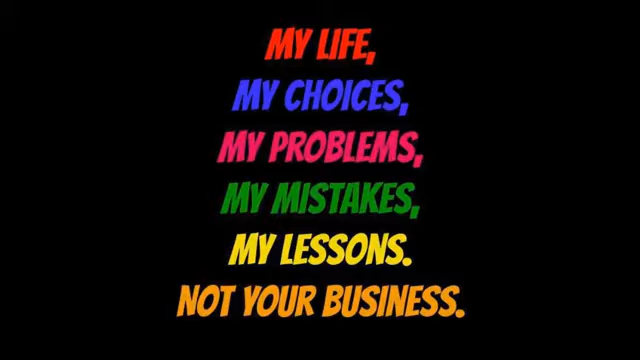 MY LIFE,
MY CHOICES,
MY PROBLEMS,
MY MISTAKES,
MY LESSONS.
NOT YOUR BUSINESS.